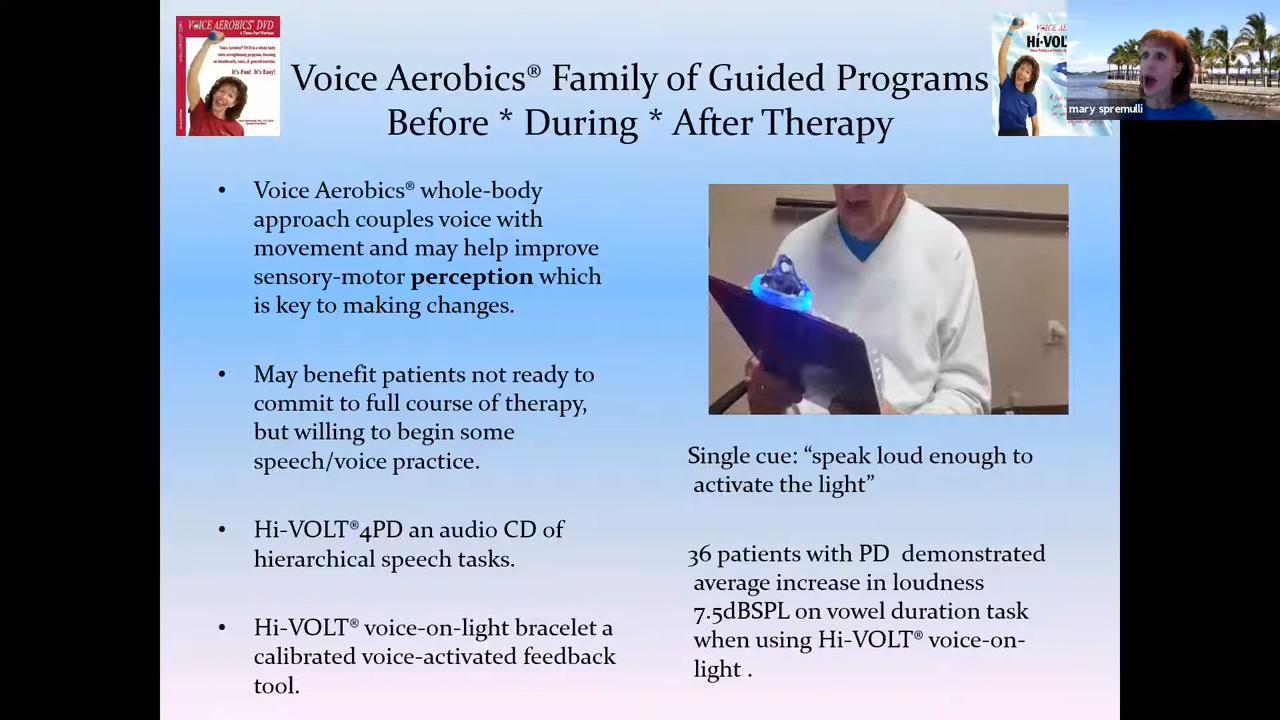 VOICE AEROBICS™ DVD
It's Fun! It's Easy!
Voice Aerobics® Family of Guided Programs
Before * During * After Therapy
mary spremulli
• Voice Aerobics® whole-body
approach couples voice with
movement and may help improve
sensory-motor perception which
is key to making changes.
• May benefit patients not ready to
commit to full course of therapy,
but willing to begin some
speech/voice practice.
• Hi-VOLT®4PD an audio CD of
hierarchical speech tasks.
• Hi-VOLT® voice-on-light bracelet a
calibrated voice-activated feedback
tool.
Single cue: “speak loud enough to
activate the light”
36 patients with PD demonstrated
average increase in loudness
7.5dBSPL on vowel duration task
when using Hi-VOLT® voice-on-
light .